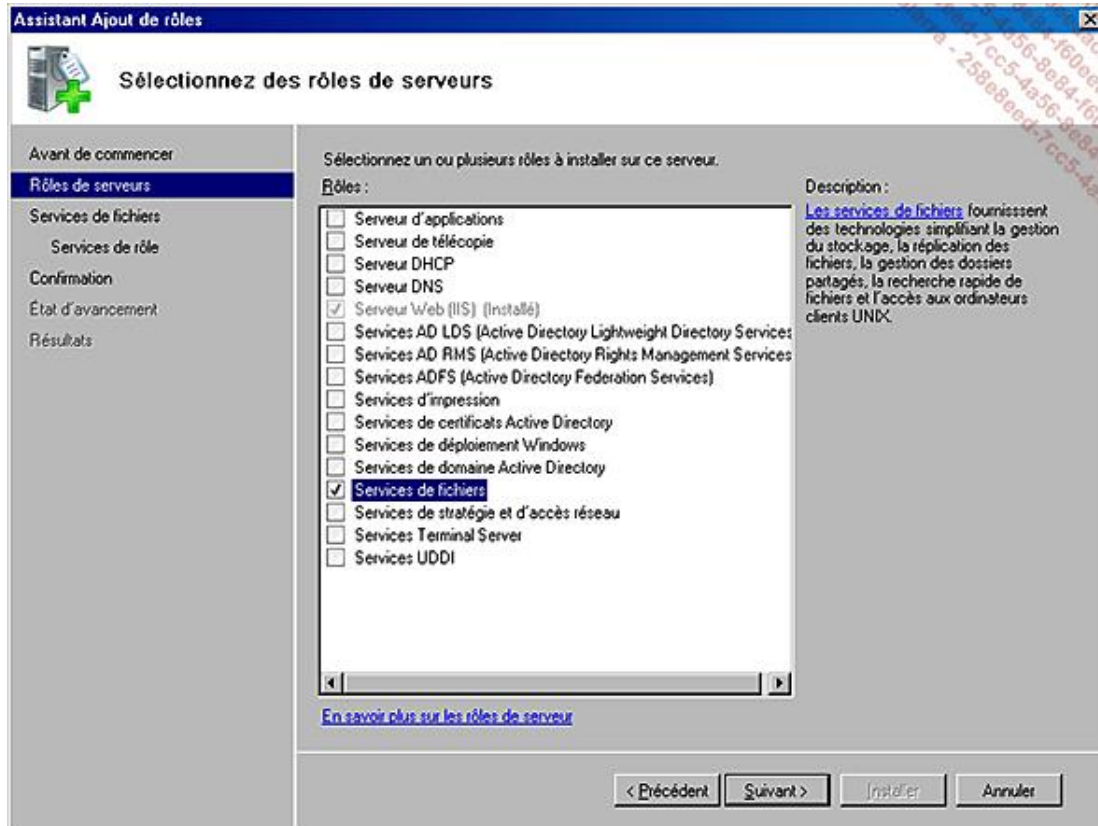 Assistant Ajout de rôles
Sélectionnez des rôles de serveurs
Avant de commencer
Rôles de serveurs
Services de fichiers
Services de rôle
Confirmation
État d'avancement
Résultats
Sélectionnez un ou plusieurs rôles à installer sur ce serveur.
Rôles :
Serveur d'applications
Serveur de télécopie
Serveur DHCP
Serveur DNS
Serveur Web (IIS) (Installé)
Services AD LDS (Active Directory Lightweight Directory Services
Services AD RMS (Active Directory Rights Management Services
Services ADFS (Active Directory Federation Services)
Services d'impression
Services de certificats Active Directory
Services de déploiement Windows
Services de domaine Active Directory
Services de fichiers
Services de stratégie et d'accès réseau
Services Terminal Server
Services UDDI
En savoir plus sur les rôles de serveur
Description :
Les services de fichiers fournisssent
des technologies simplifiant la gestion
du stockage, la réplication des
fichiers, la gestion des dossiers
partagés, la recherche rapide de
fichiers et l'accès aux ordinateurs
clients UNIX.
< Précédent
Suivant >
Installer
Annuler